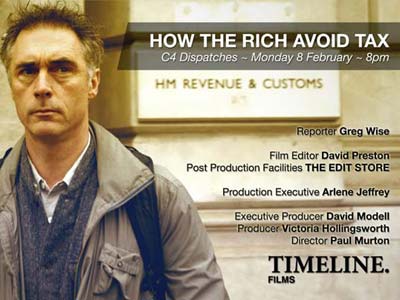 HOW THE RICH AVOID TAX
C4 Dispatches ~ Monday 8 February ~ 8pm
HM REVENUE & CUSTOMS
Reporter Greg Wise
Film Editor David Preston
Post Production Facilities THE EDIT STORE
Production Executive Arlene Jeffrey
Executive Producer David Modell
Producer Victoria Hollingsworth
Director Paul Murton
TIMELINE.
FILMS